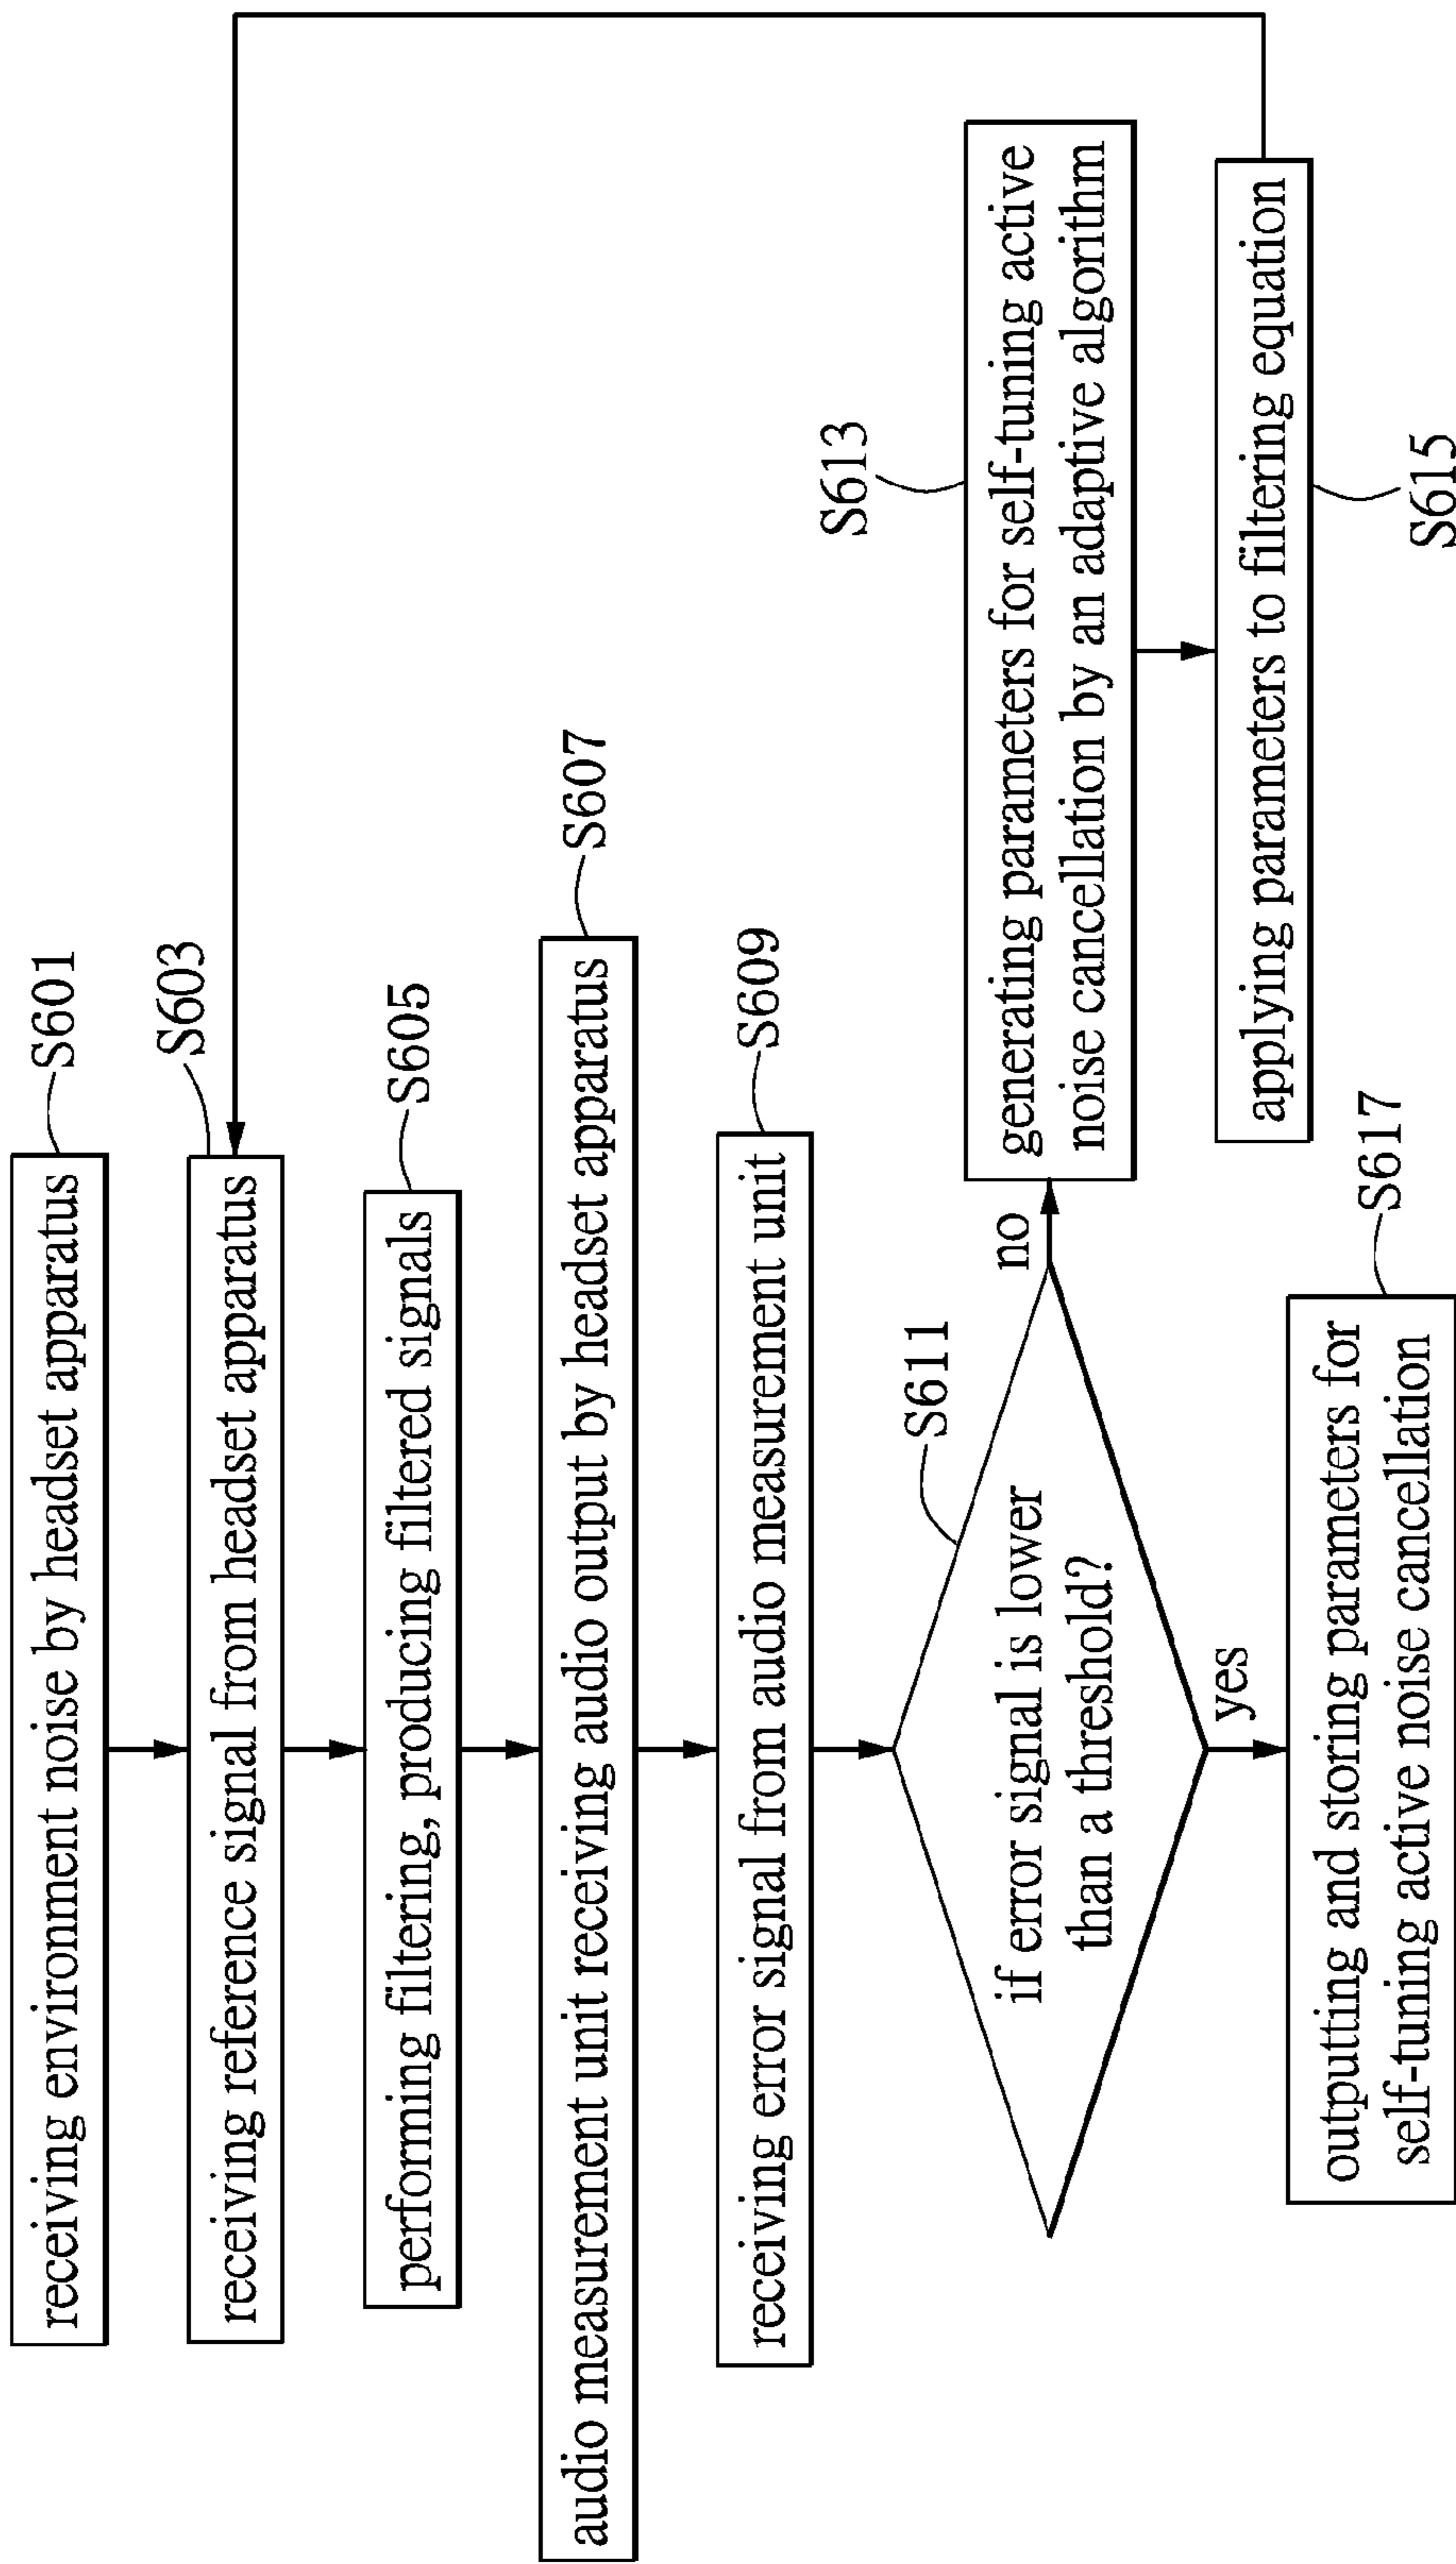 receiving environment noise by headset apparatus
S601
receiving reference signal from headset apparatus
S603
performing filtering, producing filtered signals
S605
audio measurement unit receiving audio output by headset apparatus
S607
receiving error signal from audio measurement unit
S609
if error signal is lower
than a threshold?
S611
no
generating parameters for self-tuning active
noise cancellation by an adaptive algorithm
S613
applying parameters to filtering equation
S615
yes
outputting and storing parameters for
self-tuning active noise cancellation
S617